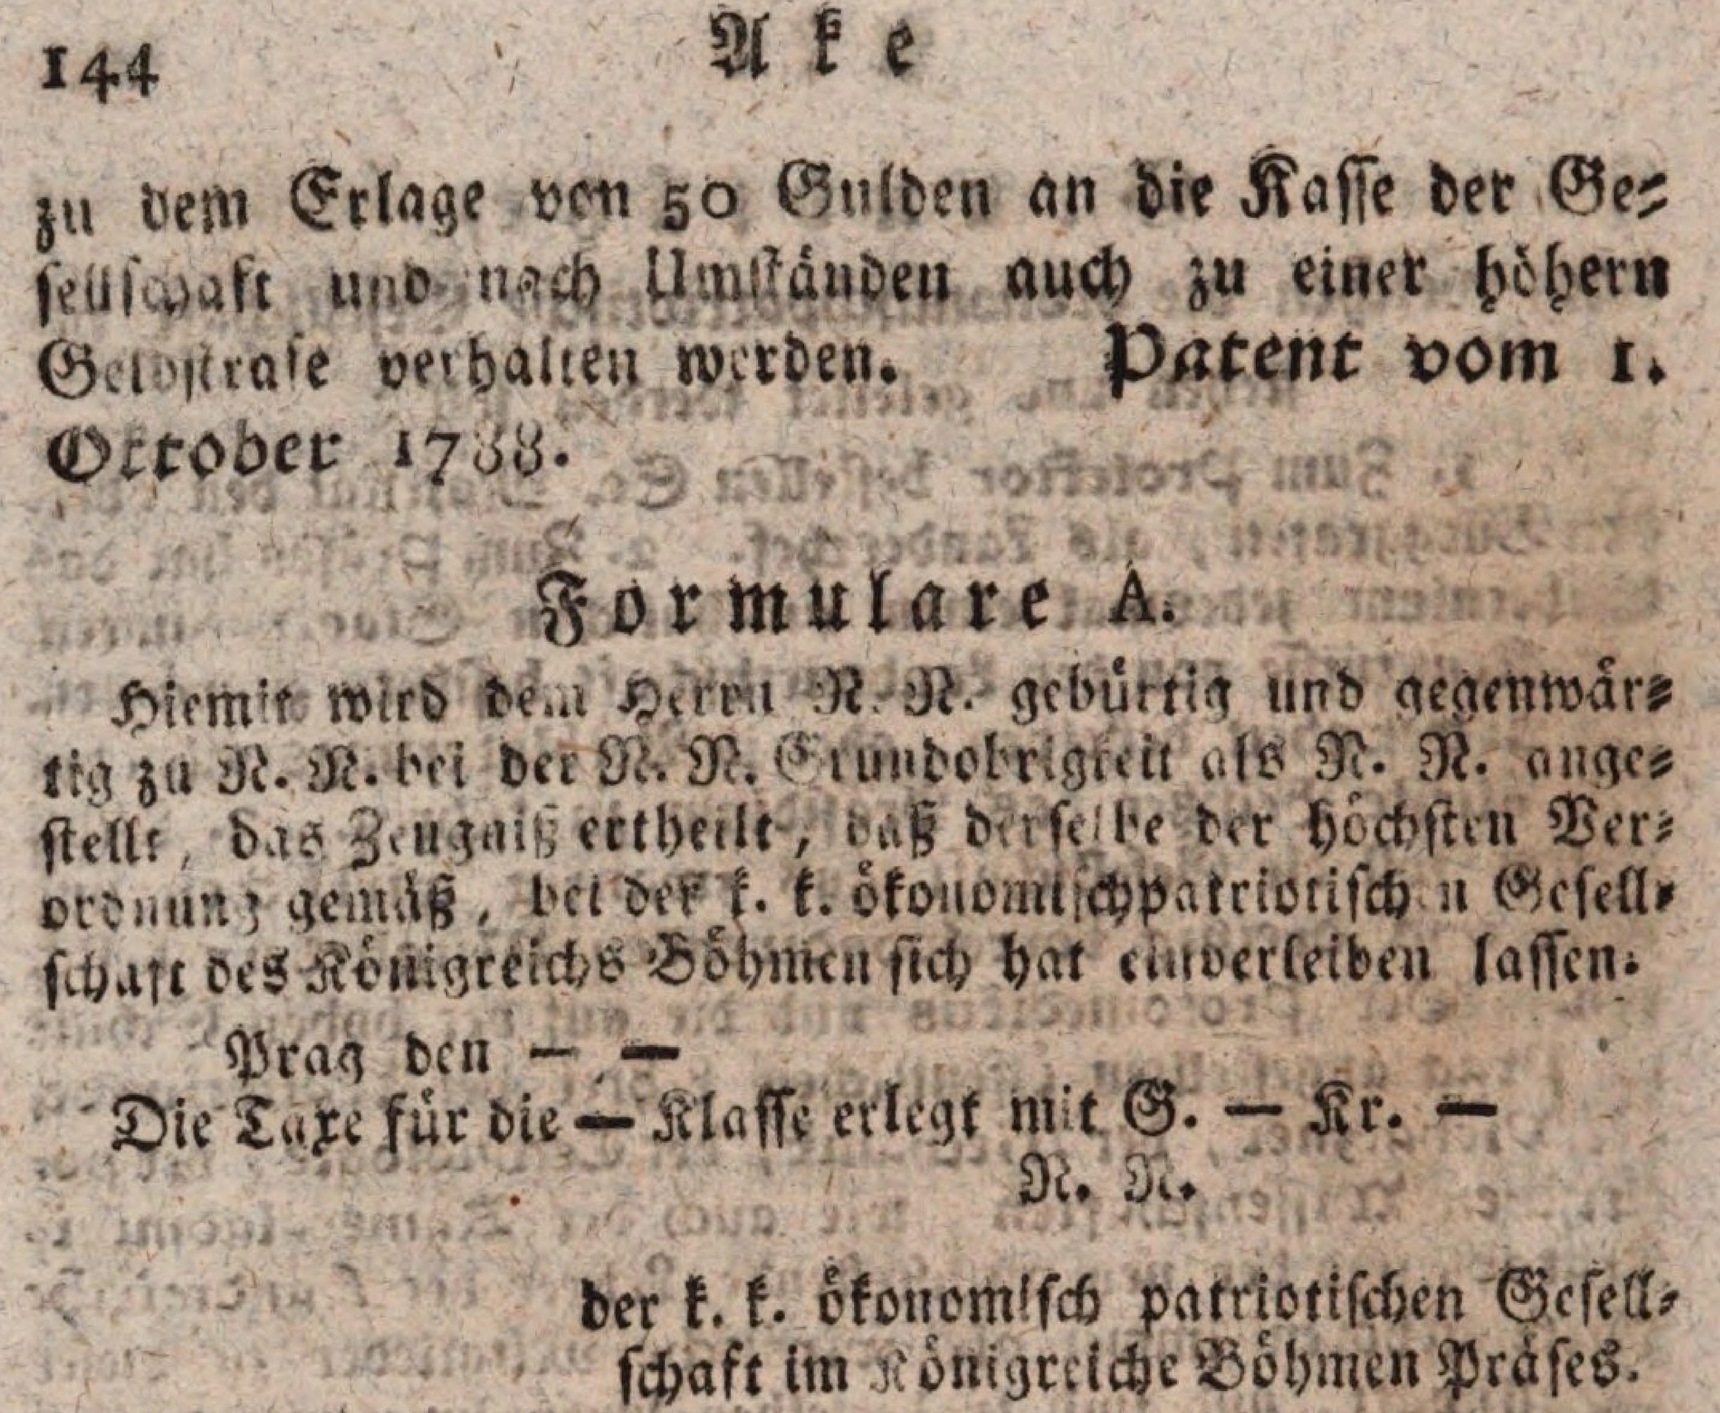 144 Ake
zu dem Erlage von 50 Gulden an die Kasse der Ge-
sellschaft und nach Umständen auch zu einer höhern
Geldstrafe verhalten werden. Patent vom 1.
October 1788.
Formulare A.
Hiemit wird dem Herrn N. N. gebürtig und gegenwär-
tig zu N. N. bei der N. N. Grundobrigkeit als N. N. ange-
stellt, das Zeugniß ertheilt, daß derselbe der höchsten Ver-
ordnung gemäß, bei der k. k. ökonomischpatriotischen Gesell-
schaft des Königreichs Böhmen sich hat einverleiben lassen.
Prag den — —
Die Taxe für die — Klasse erlegt mit G. — Kr. —
N. N.
der k. k. ökonomisch patriotischen Gesell-
schaft im Königreiche Böhmen Präses.